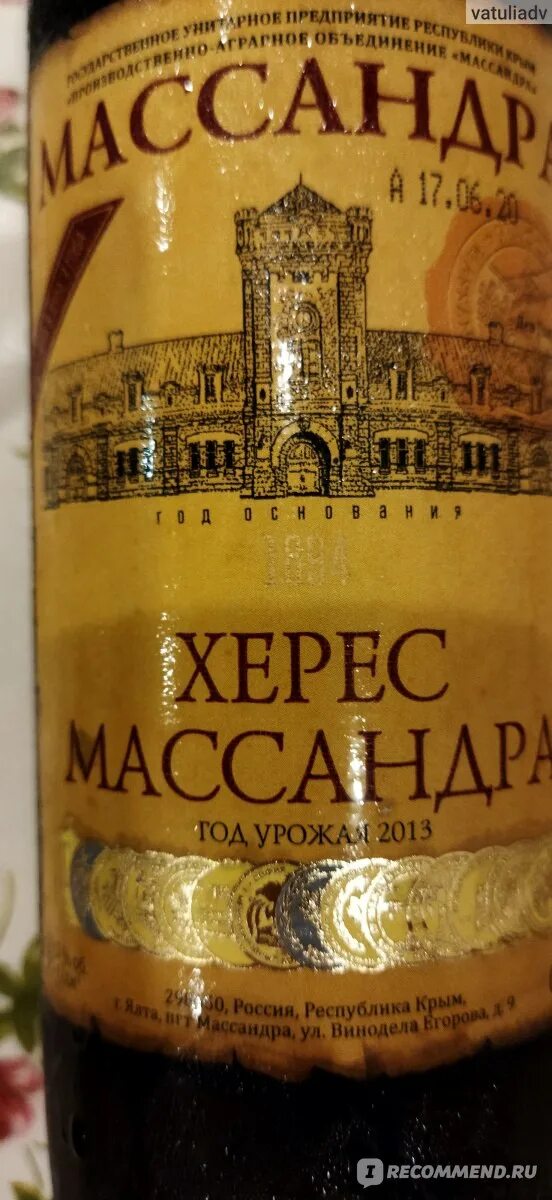 vatuliadv
ГОСУДАРСТВЕННОЕ УНИТАРНОЕ ПРЕДПРИЯТИЕ РЕСПУБЛИКИ КРЫМ
"ПРОИЗВОДСТВЕННО-АГРАРНОЕ ОБЪЕДИНЕНИЕ "МАССАНДРА"
МАССАНДРА
А 17.06.20
год основания
ХЕРЕС
МАССАНДРА
ГОД УРОЖАЯ 2013
Россия, Республика Крым,
г. Ялта, пгт Массандра, ул. Винодела Егорова, д. 9
IRECOMMEND.RU